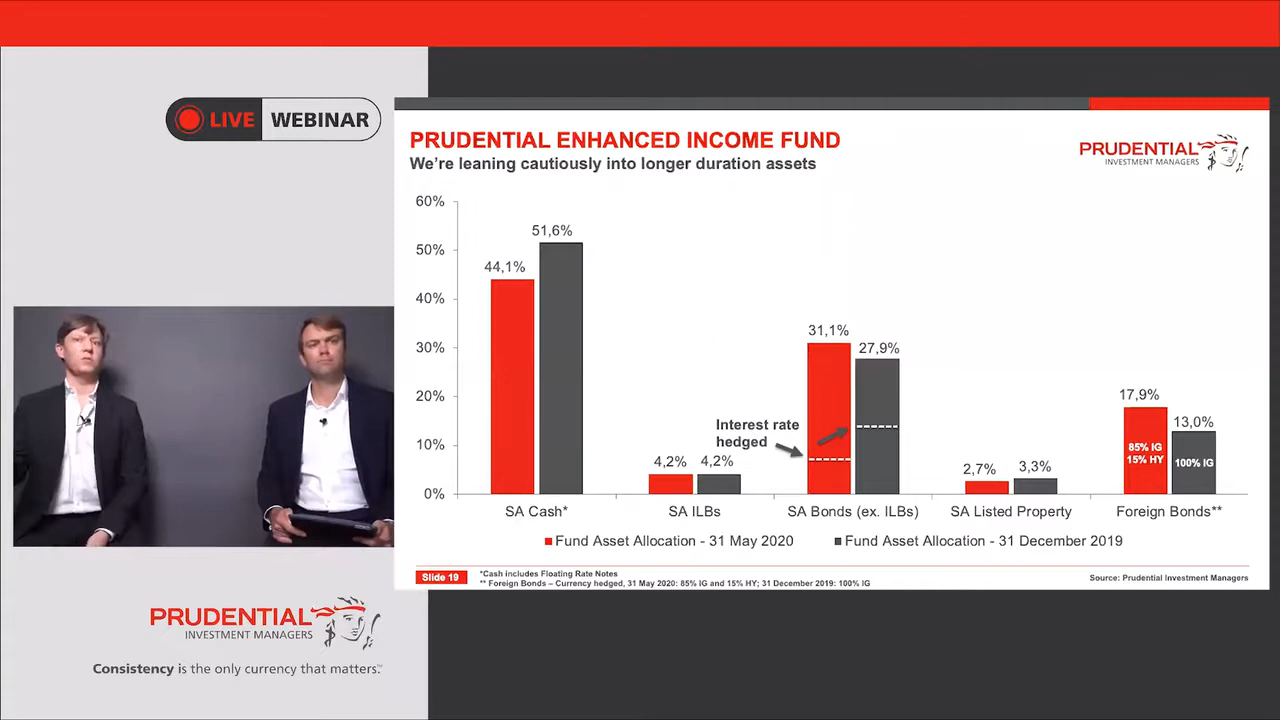 LIVE WEBINAR
PRUDENTIAL ENHANCED INCOME FUND
We're leaning cautiously into longer duration assets
PRUDENTIAL
INVESTMENT MANAGERS
60%
50%
40%
30%
20%
10%
0%
44,1%
51,6%
4,2%
4,2%
31,1%
27,9%
Interest rate
hedged
2,7%
3,3%
17,9%
13,0%
85% IG
15% HY
100% IG
SA Cash*
SA ILBs
SA Bonds (ex. ILBs)
SA Listed Property
Foreign Bonds**
Fund Asset Allocation - 31 May 2020
Fund Asset Allocation - 31 December 2019
Slide 19
*Cash includes Floating Rate Notes
** Foreign Bonds – Currency hedged, 31 May 2020: 85% IG and 15% HY; 31 December 2019: 100% IG
Source: Prudential Investment Managers
PRUDENTIAL
INVESTMENT MANAGERS
Consistency is the only currency that matters.™